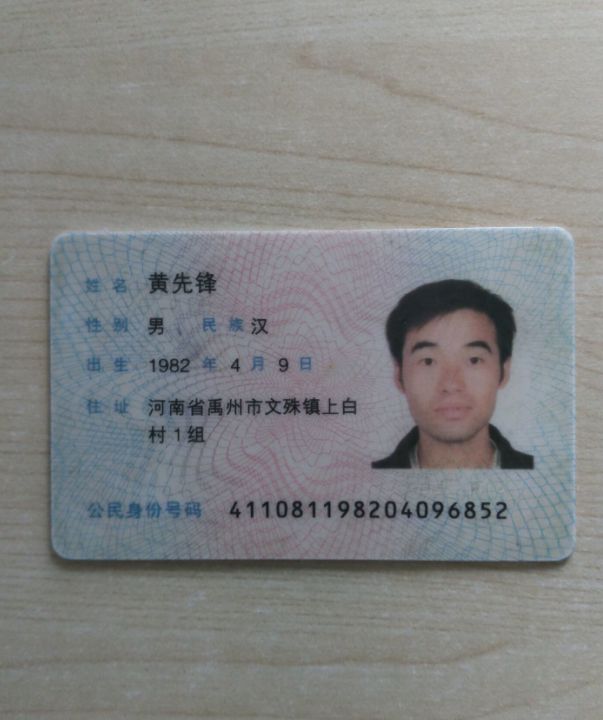 姓名 黄先锋
性别 男 民族 汉
出生 1982 年 4 月 9 日
住址 河南省禹州市文殊镇上白
村1组
公民身份号码 411081198204096852